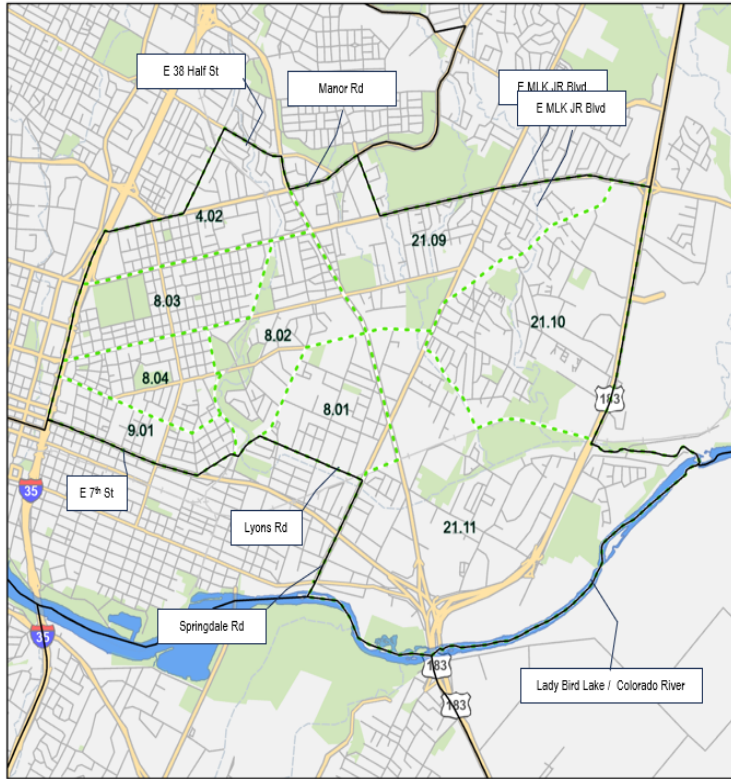 E 38 Half St
Manor Rd
E MLK JR Blvd
E MLK JR Blvd
4.02
21.09
8.03
21.10
8.02
8.04
8.01
183
9.01
E 7th St
35
Lyons Rd
21.11
Springdale Rd
35
183
Lady Bird Lake / Colorado River
183